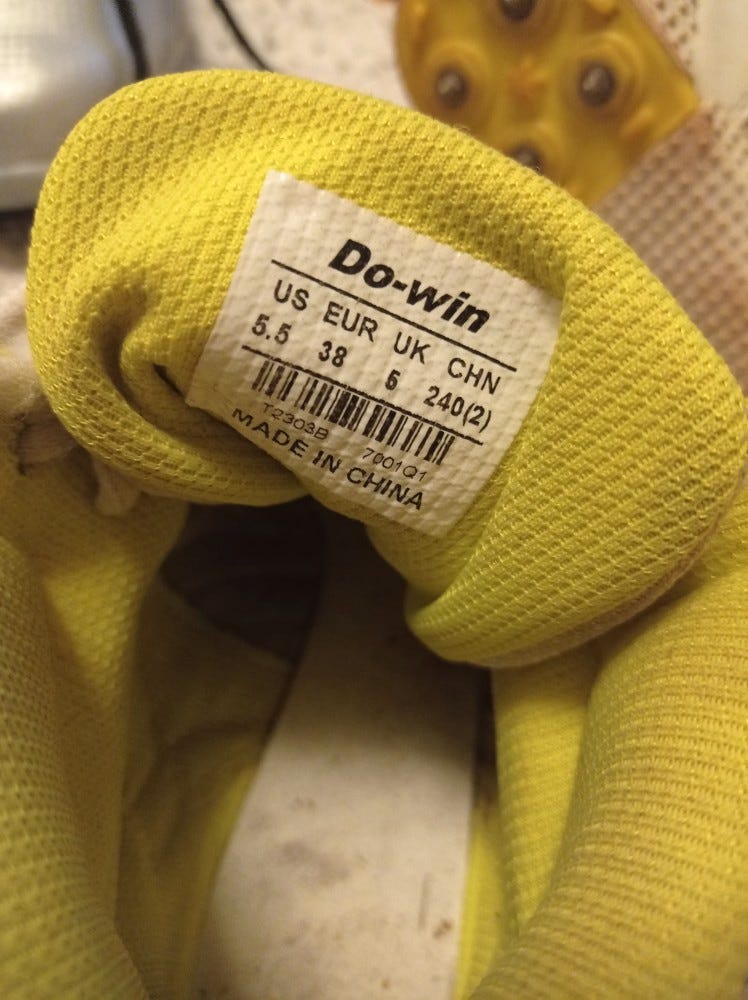 Do-win
US EUR UK CHN
5.5 38 5 240(2)
T2303B 7001Q1
MADE IN CHINA